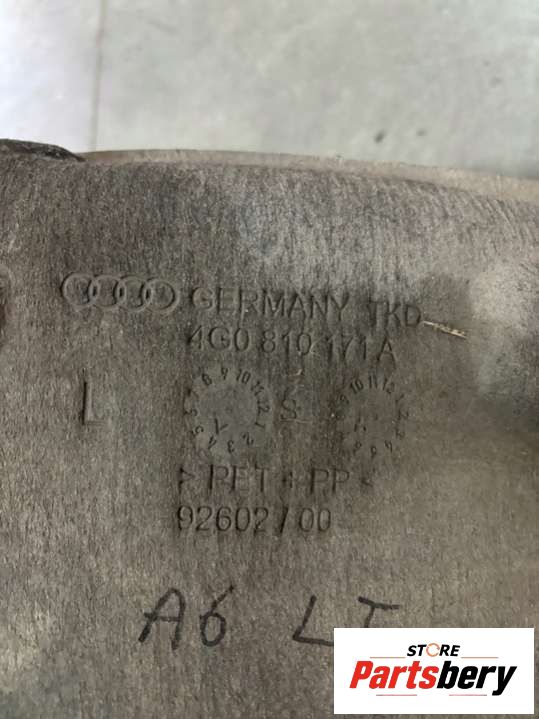 GERMANY TKD
4G0 810 171 A
L S
> PET + PP <
92602/00
A6 LT
STORE
Partsbery